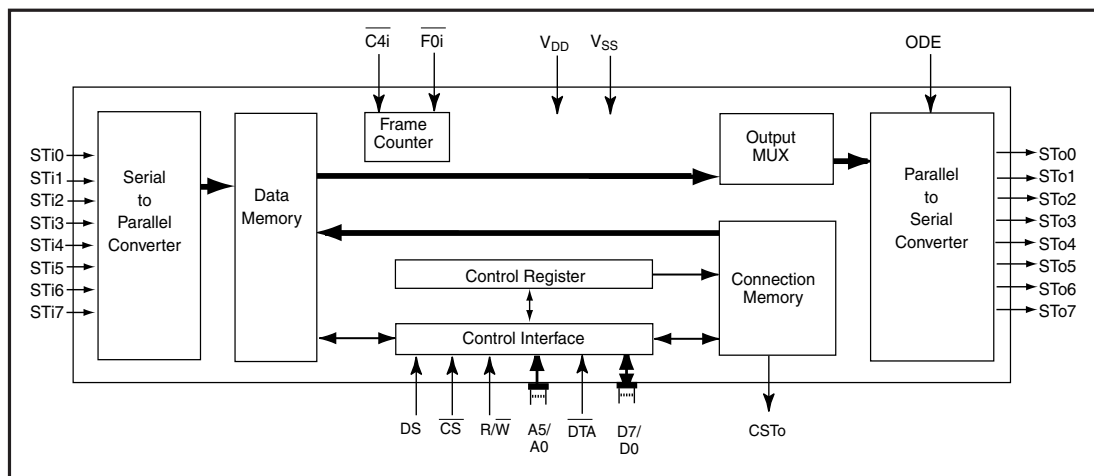 C4i
F0i
VDD
VSS
ODE
Frame
Counter
Output
MUX
STi0
STi1
STi2
STi3
STi4
STi5
STi6
STi7
Serial
to
Parallel
Converter
Data
Memory
Parallel
to
Serial
Converter
STo0
STo1
STo2
STo3
STo4
STo5
STo6
STo7
Control Register
Connection
Memory
Control Interface
DS
CS
R/W
A5/
A0
DTA
D7/
D0
CSTo